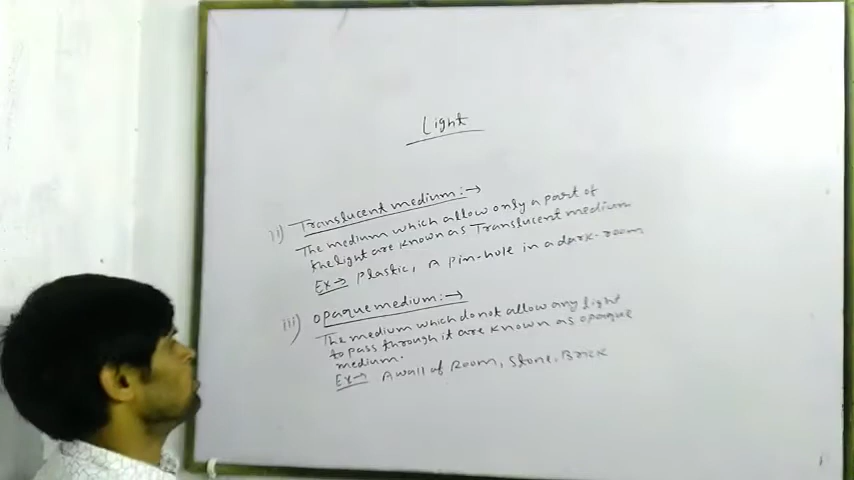 Light
ii) Translucent medium :→
The medium which allow only a part of
the light are known as Translucent medium
Ex→ Plastic, A pin-hole in a dark-room
iii) Opaque medium :→
The medium which do not allow any light
to pass through it are known as opaque
medium.
Ex→ A wall of Room, Stone, Brick